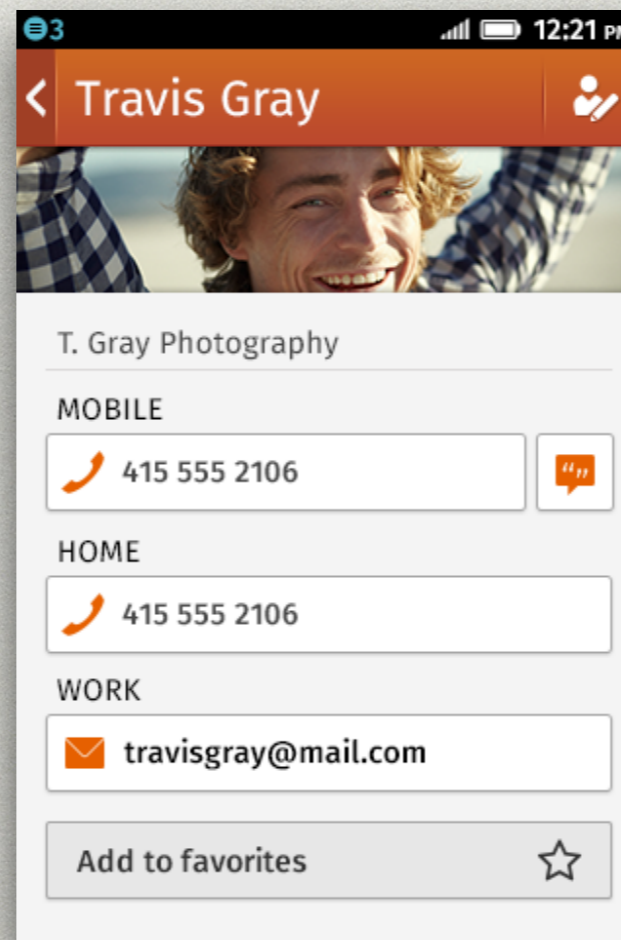 3
12:21 PM
Travis Gray
T. Gray Photography
MOBILE
415 555 2106
HOME
415 555 2106
WORK
travisgray@mail.com
Add to favorites